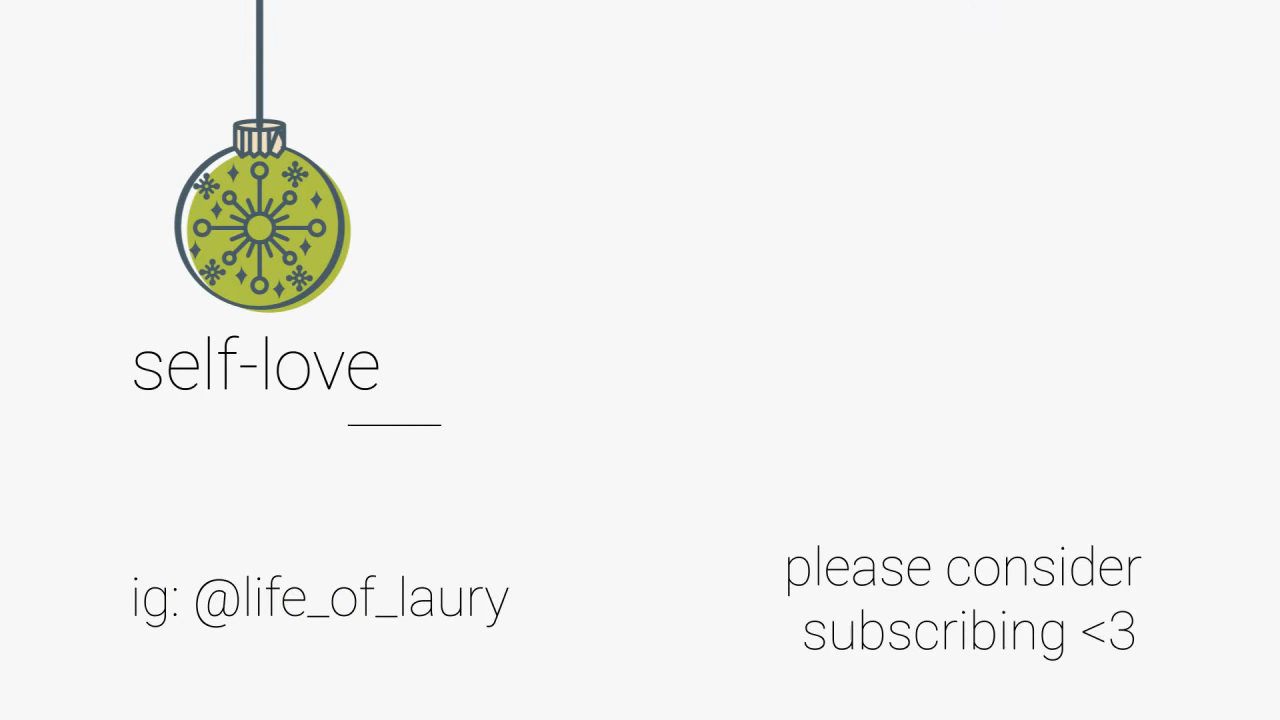 self-love
ig: @life_of_laury
please consider
subscribing <3